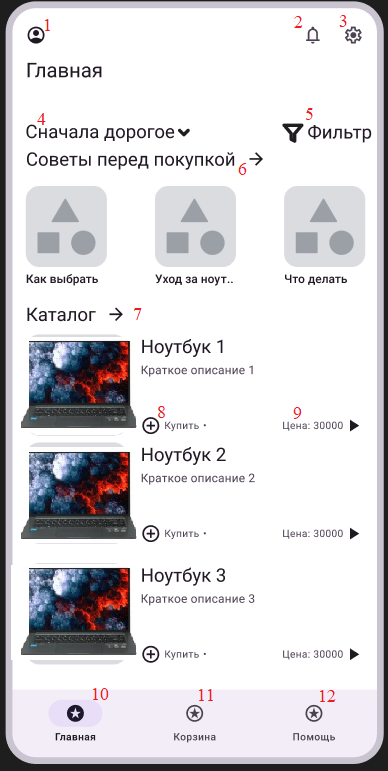 1 2 3
Главная
4 5
Сначала дорогое Фильтр
Советы перед покупкой 6
Как выбрать Уход за ноут.. Что делать
Каталог 7
Ноутбук 1
Краткое описание 1
8 9
Купить • Цена: 30000
Ноутбук 2
Краткое описание 2
Купить • Цена: 30000
Ноутбук 3
Краткое описание 3
Купить • Цена: 30000
10 11 12
Главная Корзина Помощь